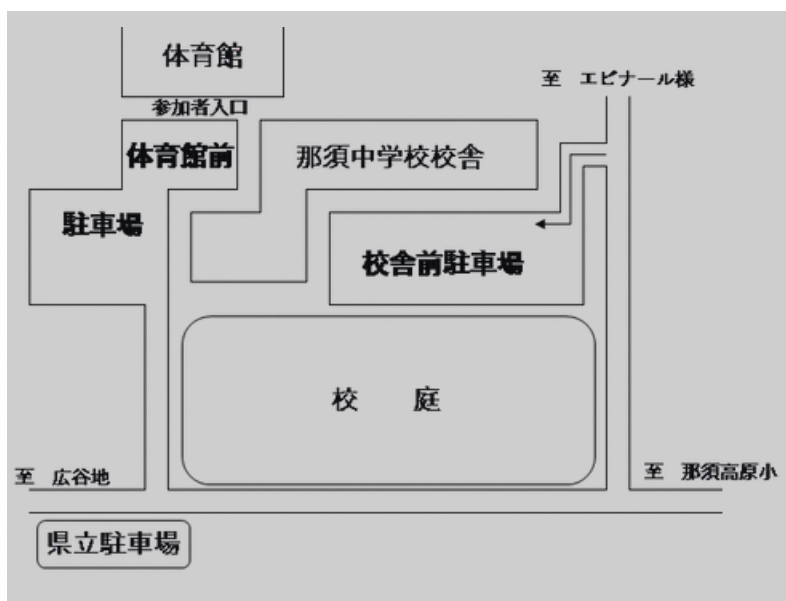 体育館
至 エピナール様
参加者入口
体育館前
那須中学校校舎
駐車場
校舎前駐車場
校 庭
至 広谷地
至 那須高原小
県立駐車場